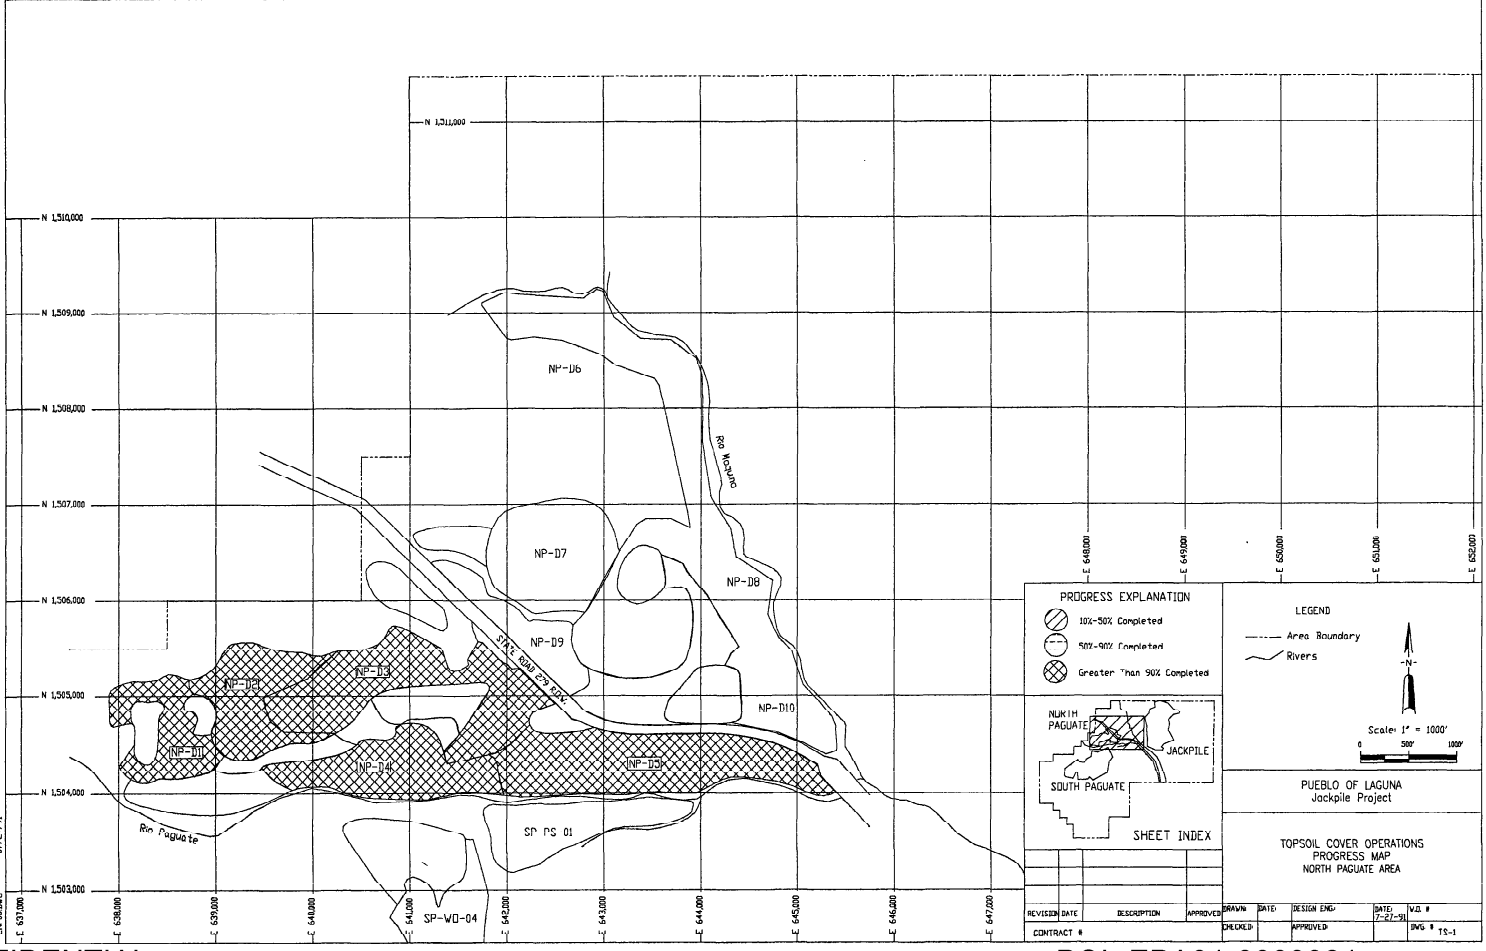 N 1,511,000
N 1,510,000
N 1,509,000
NP-D6
N 1,508,000
Rio Moquno
N 1,507,000
NP-D7
NP-D8
N 1,506,000
NP-D9
STATE ROAD 279 R.O.W.
NP-D3
NP-D2
N 1,505,000
NP-D10
NP-D1
NP-D4
NP-D5
N 1,504,000
Rio Paguate
SP-WD-04
N 1,503,000
E 637,000
638,000
639,000
640,000
641,000
642,000
643,000
644,000
645,000
646,000
647,000
E 648,000
E 649,000
E 650,000
E 651,000
E 652,000
PROGRESS EXPLANATION
10%-50% Completed
50%-90% Completed
Greater Than 90% Completed
LEGEND
Area Boundary
Rivers
-N-
Scale: 1" = 1000'
0 500' 1000'
NORTH
PAGUATE
JACKPILE
SOUTH PAGUATE
SHEET INDEX
PUEBLO OF LAGUNA
Jackpile Project
TOPSOIL COVER OPERATIONS
PROGRESS MAP
NORTH PAGUATE AREA
REVISION DATE DESCRIPTION APPROVED
CONTRACT #
DRAWN: DATE: DESIGN ENG: DATE: 7-27-91 W.O. #
CHECKED: APPROVED: DWG # TS-1